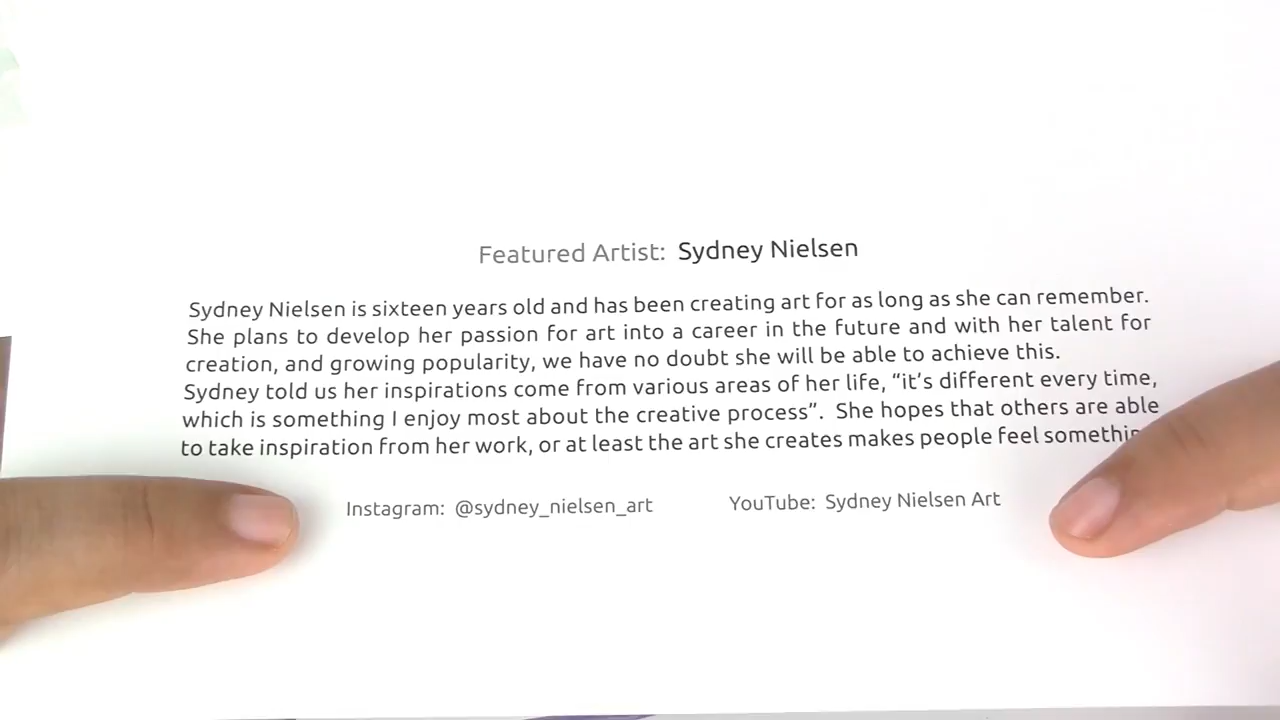 Featured Artist: Sydney Nielsen
Sydney Nielsen is sixteen years old and has been creating art for as long as she can remember.
She plans to develop her passion for art into a career in the future and with her talent for
creation, and growing popularity, we have no doubt she will be able to achieve this.
Sydney told us her inspirations come from various areas of her life, “it’s different every time,
which is something I enjoy most about the creative process”. She hopes that others are able
to take inspiration from her work, or at least the art she creates makes people feel
Instagram: @sydney_nielsen_art YouTube: Sydney Nielsen Art